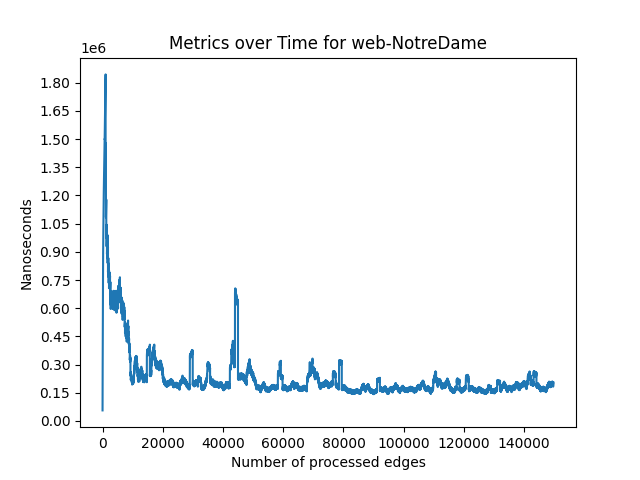 Metrics over Time for web-NotreDame
1e6
1.80
1.65
1.50
1.35
1.20
1.05
0.90
0.75
0.60
0.45
0.30
0.15
0.00
Nanoseconds
0 20000 40000 60000 80000 100000 120000 140000
Number of processed edges